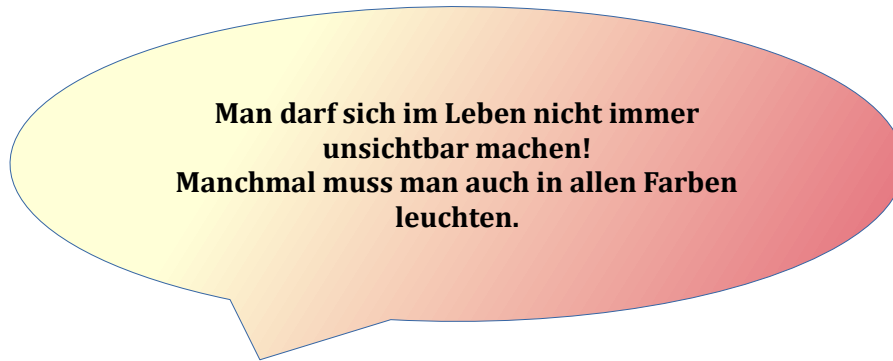 Man darf sich im Leben nicht immer
unsichtbar machen!
Manchmal muss man auch in allen Farben
leuchten.